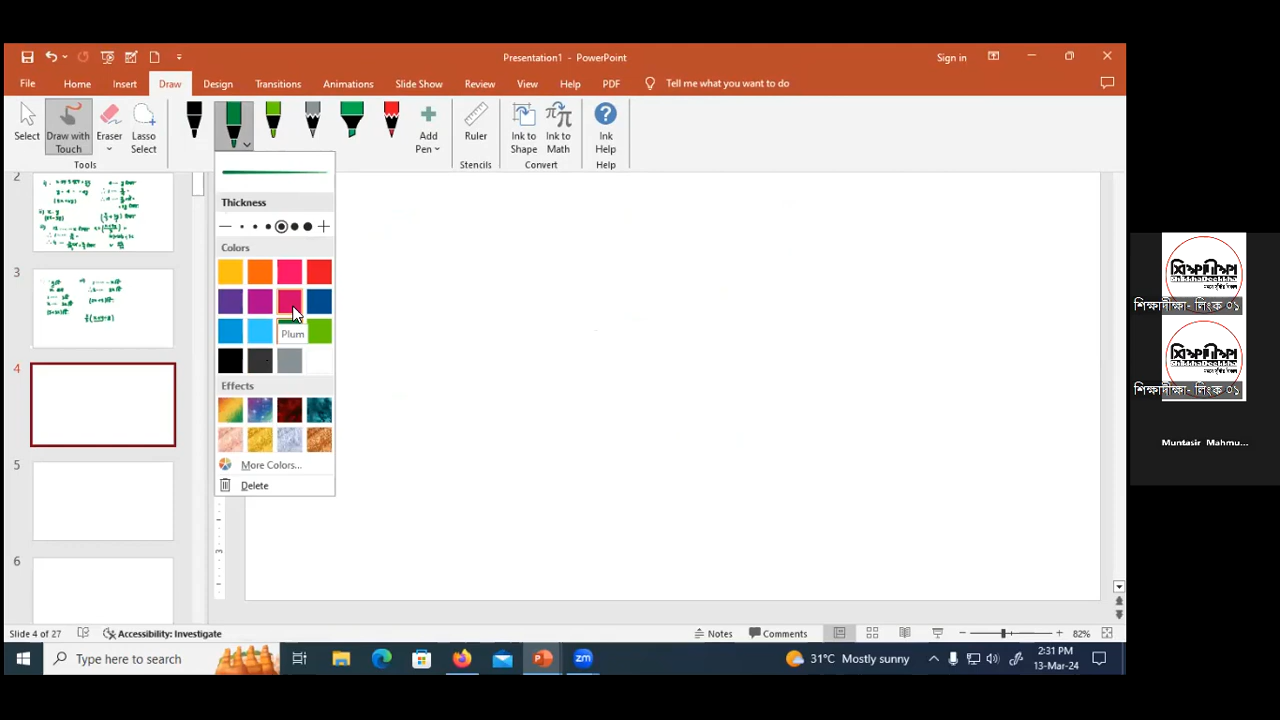 Presentation1 - PowerPoint
Sign in
File Home Insert Draw Design Transitions Animations Slide Show Review View Help PDF Tell me what you want to do
Select
Draw with Touch
Eraser
Lasso Select
Add Pen
Ruler
Ink to Shape
Ink to Math
Ink Help
Tools
Stencils
Convert
Help
Thickness
Colors
Plum
Effects
More Colors...
Delete
2
3
4
5
6
3
শিক্ষাদীক্ষা
ShikkhaDeekkha
শিক্ষাদীক্ষা- লিংক ০১
শিক্ষাদীক্ষা
ShikkhaDeekkha
শিক্ষাদীক্ষা- লিংক ০১
Muntasir Mahmu...
Slide 4 of 27
Accessibility: Investigate
Notes
Comments
82%
Type here to search
zm
31°C Mostly sunny
2:31 PM
13-Mar-24